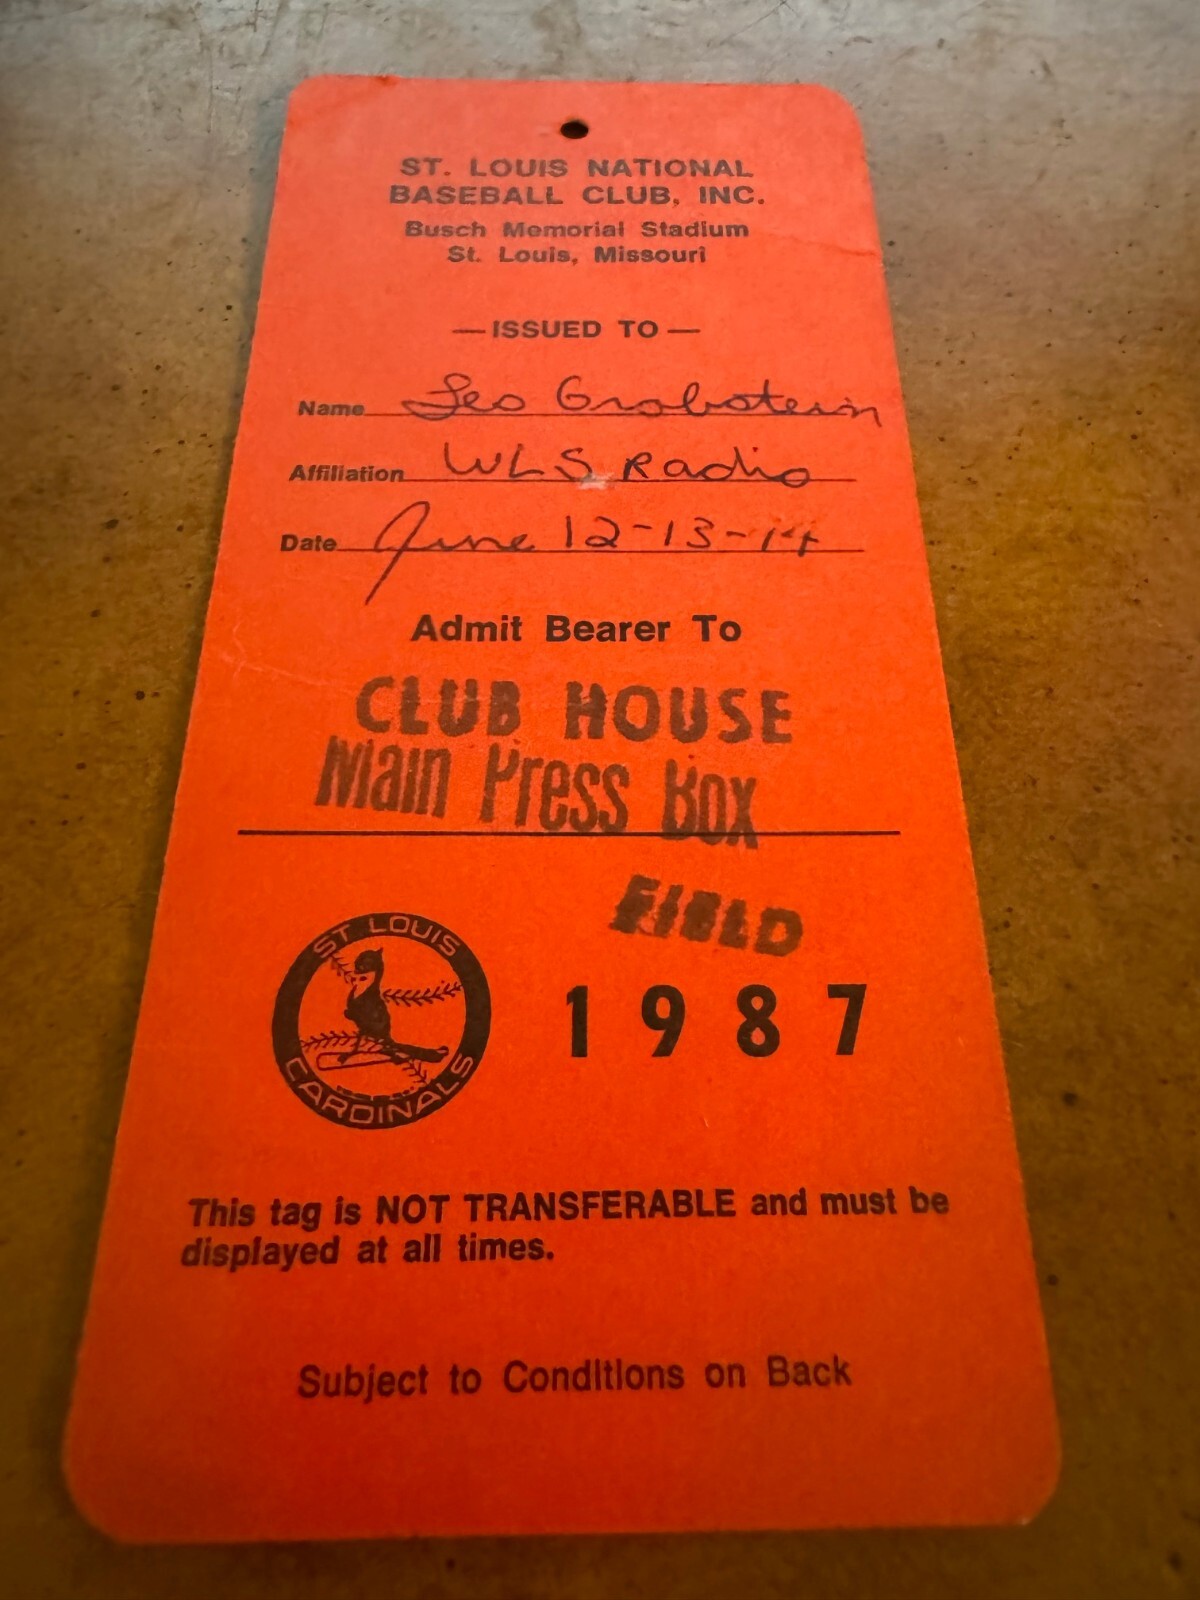 ST. LOUIS NATIONAL
BASEBALL CLUB, INC.
Busch Memorial Stadium
St. Louis, Missouri
— ISSUED TO —
Name Les Grobstein
Affiliation WLS Radio
Date June 12-13-14
Admit Bearer To
CLUB HOUSE
Main Press Box
FIELD
ST LOUIS
CARDINALS
1987
This tag is NOT TRANSFERABLE and must be
displayed at all times.
Subject to Conditions on Back